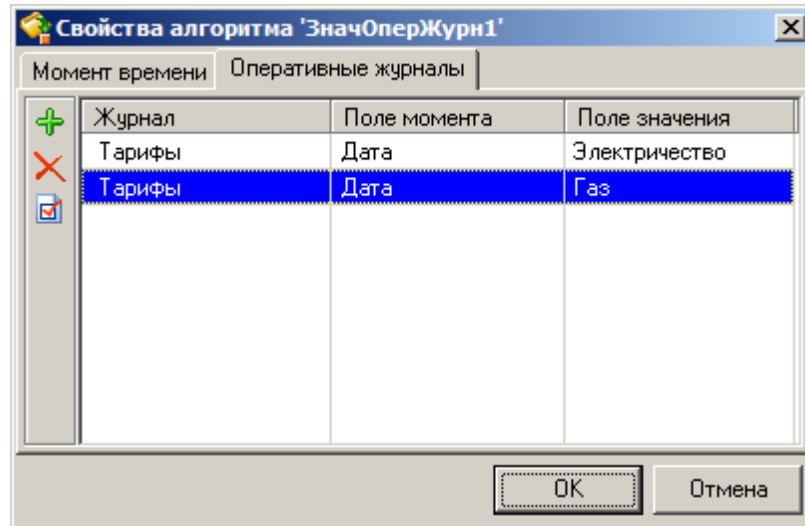 Свойства алгоритма 'ЗначОперЖурн1'
Момент времени Оперативные журналы
Журнал Поле момента Поле значения
Тарифы Дата Электричество
Тарифы Дата Газ
OK Отмена